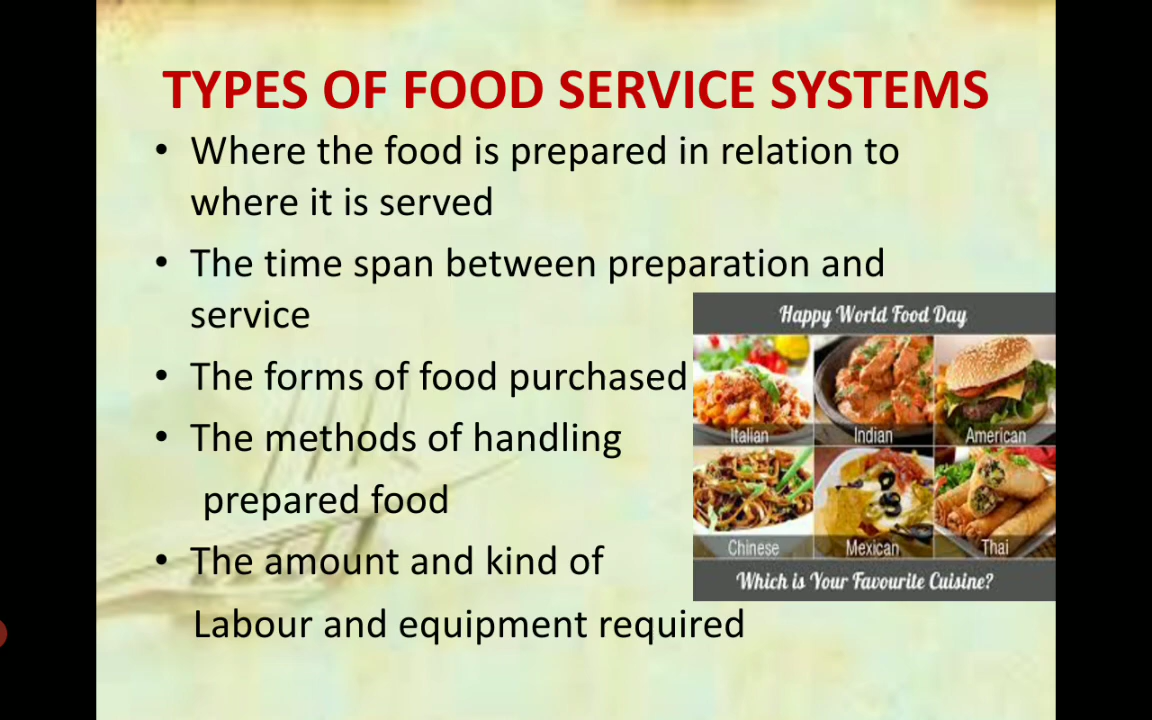 TYPES OF FOOD SERVICE SYSTEMS
• Where the food is prepared in relation to
where it is served
• The time span between preparation and
service
• The forms of food purchased
• The methods of handling
prepared food
• The amount and kind of
Labour and equipment required
Happy World Food Day
Italian
Indian
American
Chinese
Mexican
Thai
Which is Your Favourite Cuisine?